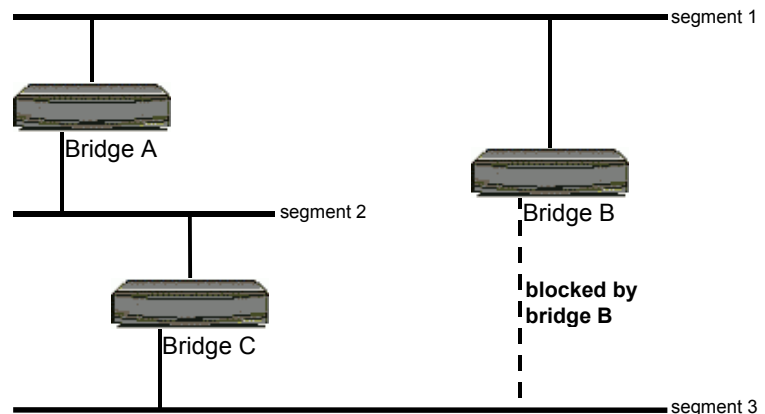 segment 1
Bridge A
segment 2
Bridge B
blocked by
bridge B
Bridge C
segment 3